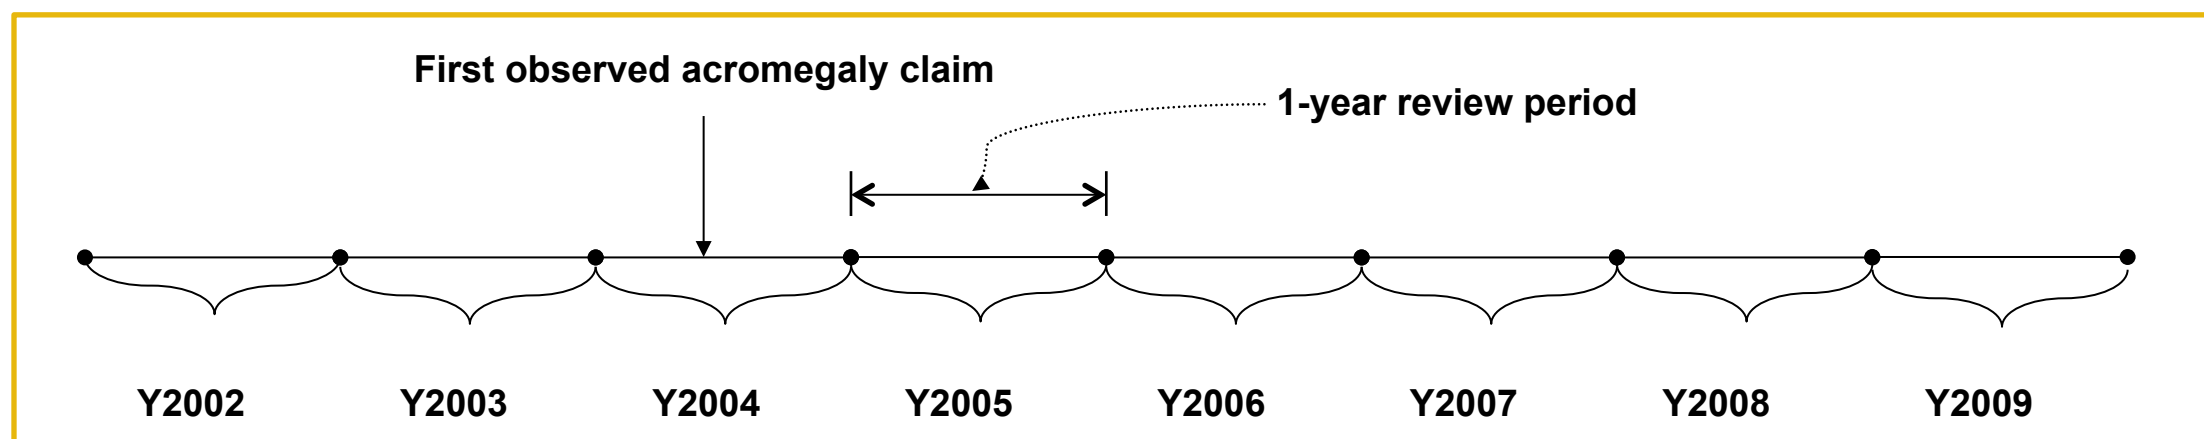 First observed acromegaly claim
1-year review period
Y2002 Y2003 Y2004 Y2005 Y2006 Y2007 Y2008 Y2009